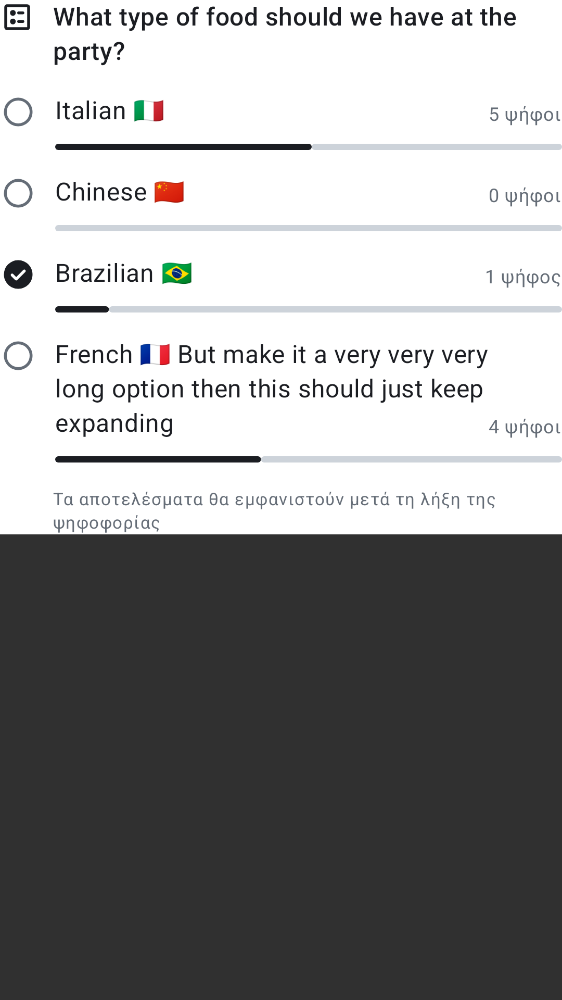 What type of food should we have at the
party?
Italian 🇮🇹
5 ψήφοι
Chinese 🇨🇳
0 ψήφοι
Brazilian 🇧🇷
1 ψήφος
French 🇫🇷 But make it a very very very
long option then this should just keep
expanding
4 ψήφοι
Τα αποτελέσματα θα εμφανιστούν μετά τη λήξη της
ψηφοφορίας